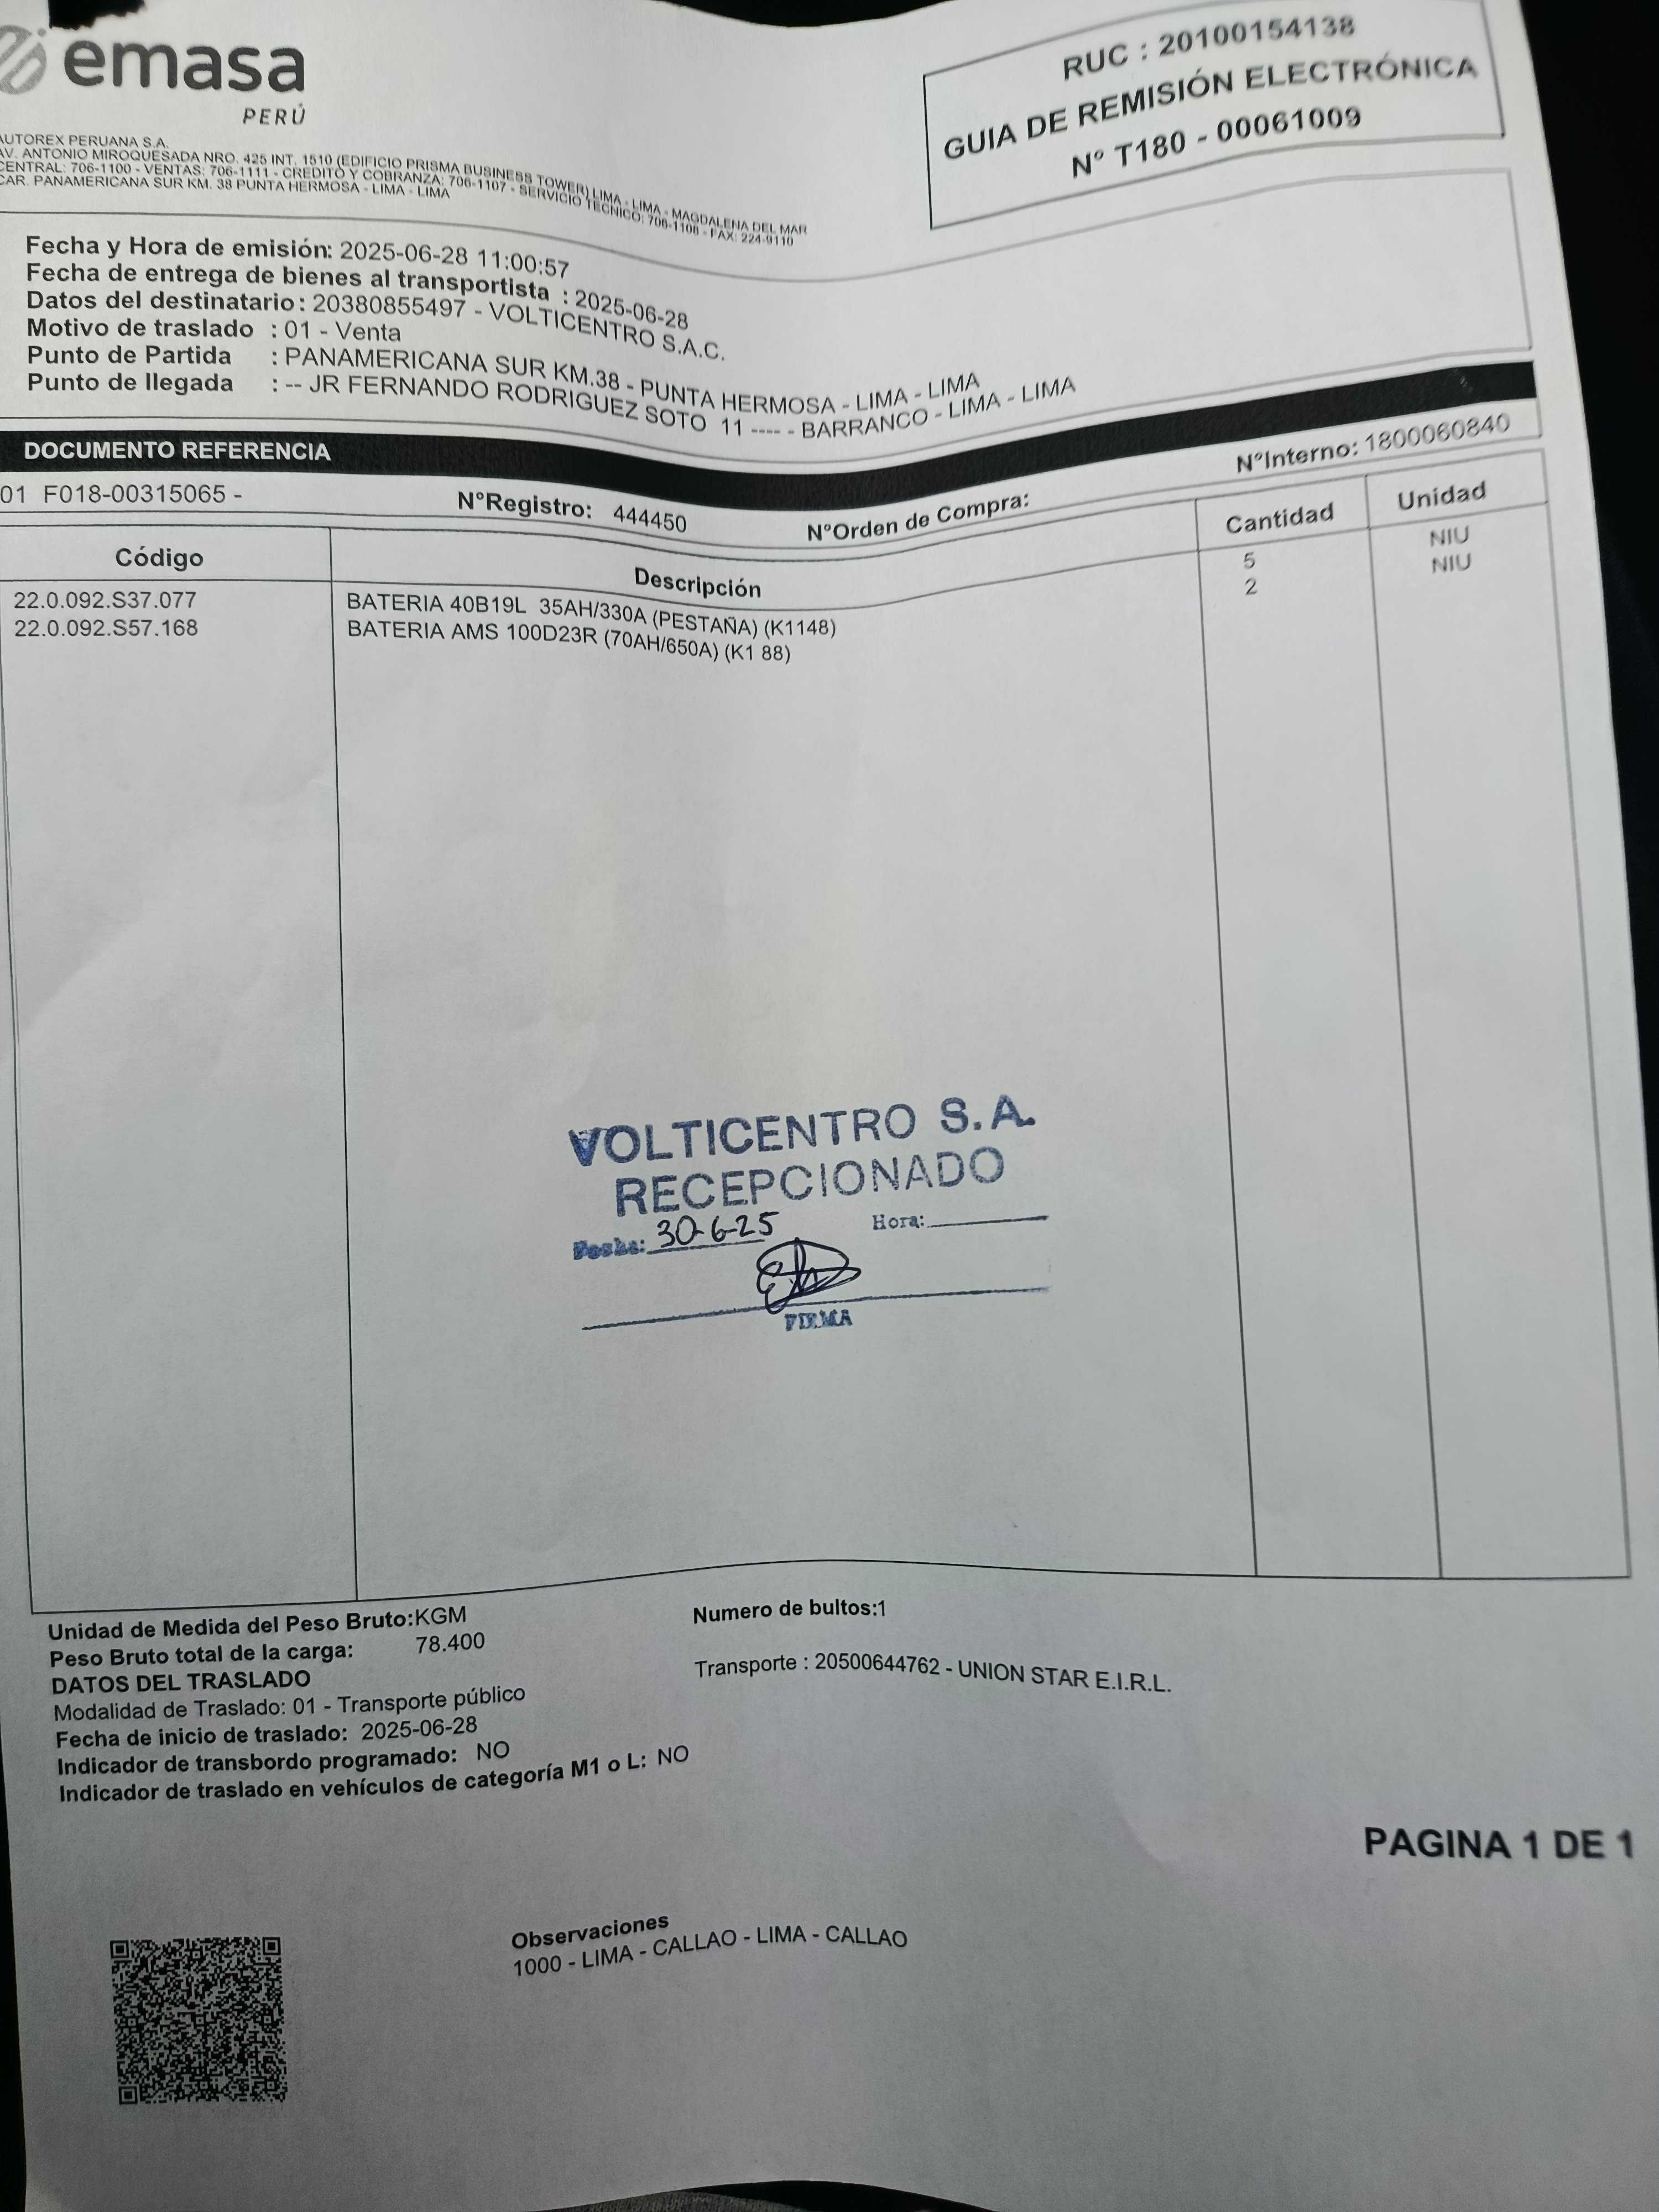 emasa
PERÚ
RUC : 20100154138
GUIA DE REMISIÓN ELECTRÓNICA
N° T180 - 00061009
AUTOREX PERUANA S.A.
AV. ANTONIO MIROQUESADA NRO. 425 INT. 1510 (EDIFICIO PRISMA BUSINESS TOWER) LIMA - LIMA - MAGDALENA DEL MAR
CENTRAL: 706-1100 - VENTAS: 706-1111 - CREDITO Y COBRANZA: 706-1107 - SERVICIO TECNICO: 706-1108 - FAX: 224-9110
CAR. PANAMERICANA SUR KM. 38 PUNTA HERMOSA - LIMA - LIMA
Fecha y Hora de emisión: 2025-06-28 11:00:57
Fecha de entrega de bienes al transportista : 2025-06-28
Datos del destinatario : 20380855497 - VOLTICENTRO S.A.C.
Motivo de traslado : 01 - Venta
Punto de Partida : PANAMERICANA SUR KM.38 - PUNTA HERMOSA - LIMA - LIMA
Punto de llegada : -- JR FERNANDO RODRIGUEZ SOTO 11 ---- - BARRANCO - LIMA - LIMA
DOCUMENTO REFERENCIA
01 F018-00315065 - N°Registro: 444450 N°Orden de Compra: N°Interno: 1800060840
Código Descripción Cantidad Unidad
22.0.092.S37.077 BATERIA 40B19L 35AH/330A (PESTAÑA) (K1148) 5 NIU
22.0.092.S57.168 BATERIA AMS 100D23R (70AH/650A) (K1 88) 2 NIU
VOLTICENTRO S.A.
RECEPCIONADO
Fecha: 30-6-25 Hora:
FIRMA
Unidad de Medida del Peso Bruto:KGM Numero de bultos:1
Peso Bruto total de la carga: 78.400
DATOS DEL TRASLADO Transporte : 20500644762 - UNION STAR E.I.R.L.
Modalidad de Traslado: 01 - Transporte público
Fecha de inicio de traslado: 2025-06-28
Indicador de transbordo programado: NO
Indicador de traslado en vehículos de categoría M1 o L: NO
PAGINA 1 DE 1
Observaciones
1000 - LIMA - CALLAO - LIMA - CALLAO